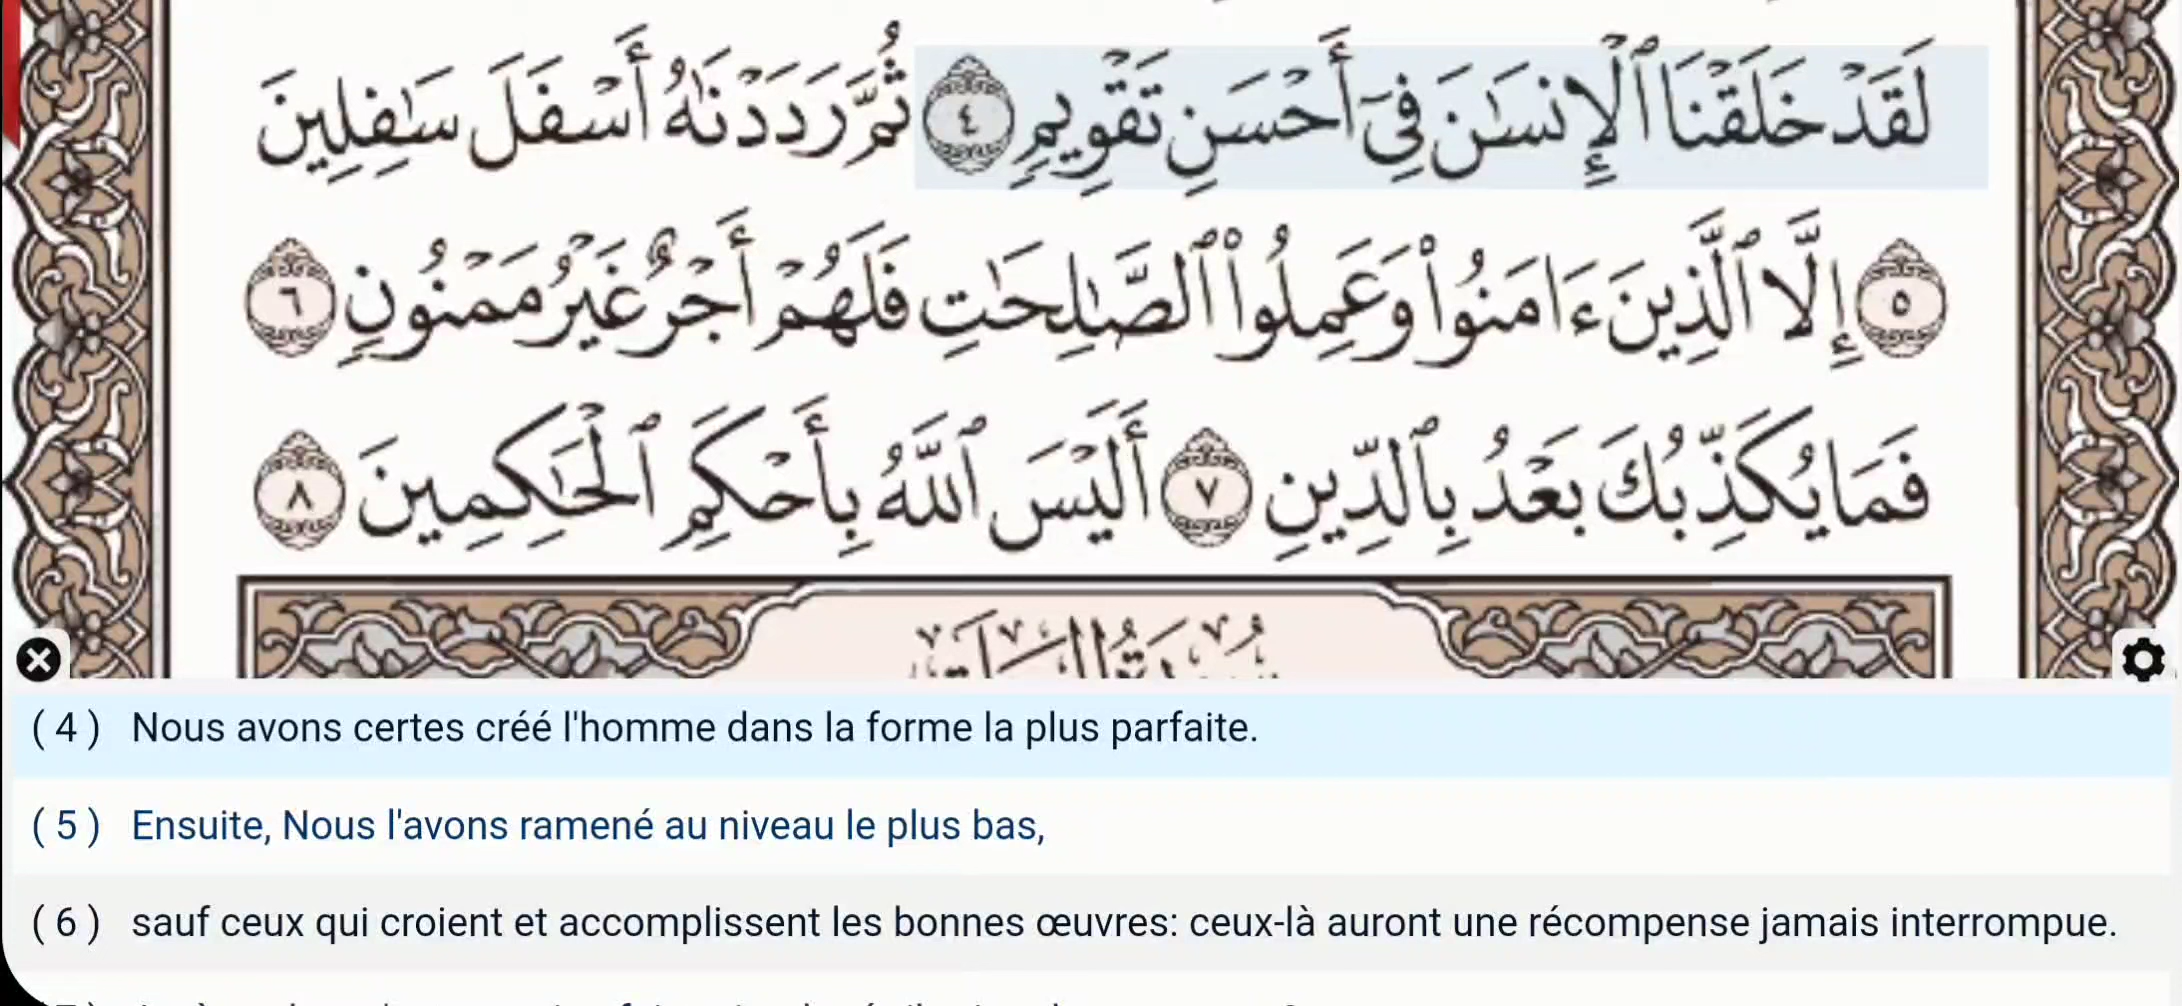 لَقَدْ خَلَقْنَا ٱلْإِنسَٰنَ فِىٓ أَحْسَنِ تَقْوِيمٍ ٤ ثُمَّ رَدَدْنَٰهُ أَسْفَلَ سَٰفِلِينَ
٥ إِلَّا ٱلَّذِينَ ءَامَنُوا۟ وَعَمِلُوا۟ ٱلصَّٰلِحَٰتِ فَلَهُمْ أَجْرٌ غَيْرُ مَمْنُونٍ ٦
فَمَا يُكَذِّبُكَ بَعْدُ بِٱلدِّينِ ٧ أَلَيْسَ ٱللَّهُ بِأَحْكَمِ ٱلْحَٰكِمِينَ ٨
( 4 ) Nous avons certes créé l'homme dans la forme la plus parfaite.
( 5 ) Ensuite, Nous l'avons ramené au niveau le plus bas,
( 6 ) sauf ceux qui croient et accomplissent les bonnes œuvres: ceux-là auront une récompense jamais interrompue.